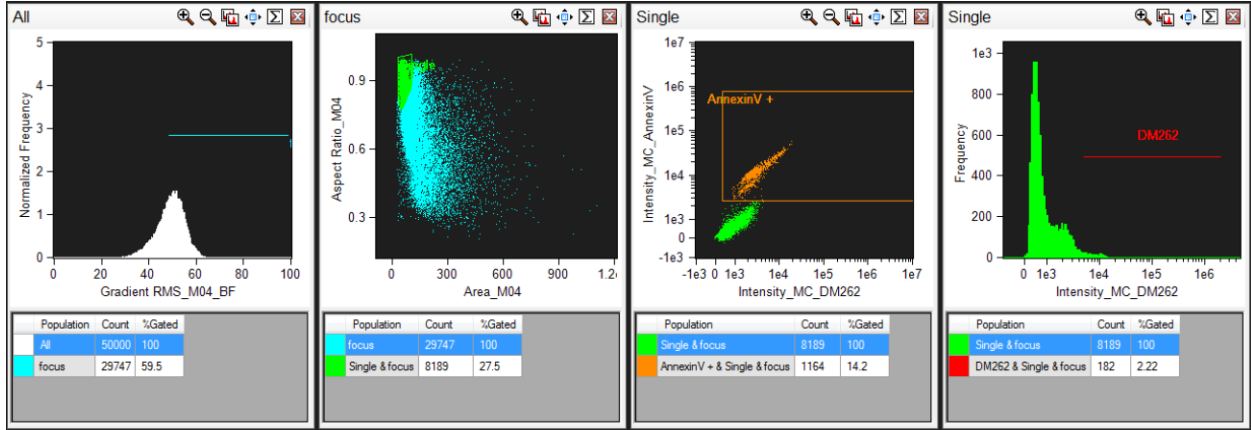 All
5
4
3
2
1
0
Normalized Frequency
0 20 40 60 80 100
Gradient RMS_M04_BF
Population Count %Gated
All 50000 100
focus 29747 59.5
focus
0.9
0.6
0.3
Aspect Ratio_M04
0 300 600 900 1.2
Area_M04
Population Count %Gated
focus 29747 100
Single & focus 8189 27.5
Single
1e7
1e6
1e5
1e4
1e3
0
-1e3
Intensity_MC_AnnexinV
AnnexinV +
-1e3 0 1e3 1e4 1e5 1e6 1e7
Intensity_MC_DM262
Population Count %Gated
Single & focus 8189 100
AnnexinV + & Single & focus 1164 14.2
Single
1e3
800
600
400
200
0
Frequency
DM262
0 1e3 1e4 1e5 1e6
Intensity_MC_DM262
Population Count %Gated
Single & focus 8189 100
DM262 & Single & focus 182 2.22